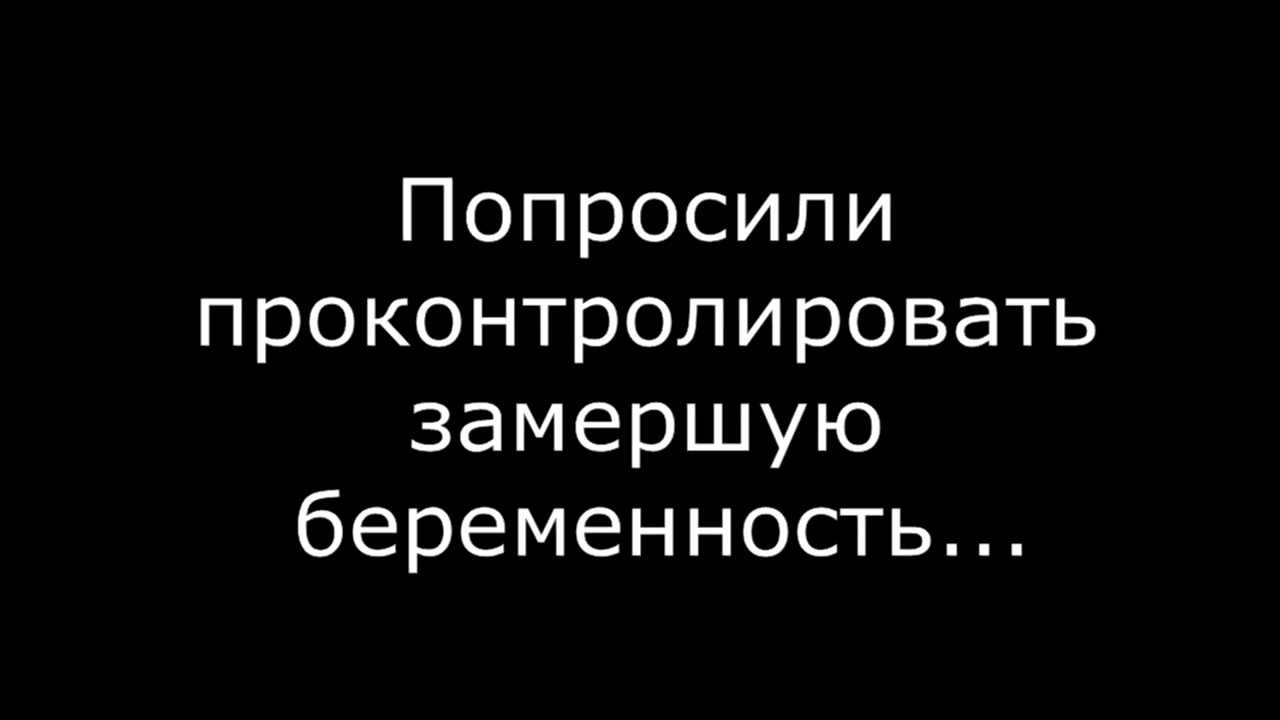 Попросили
проконтролировать
замершую
беременность...